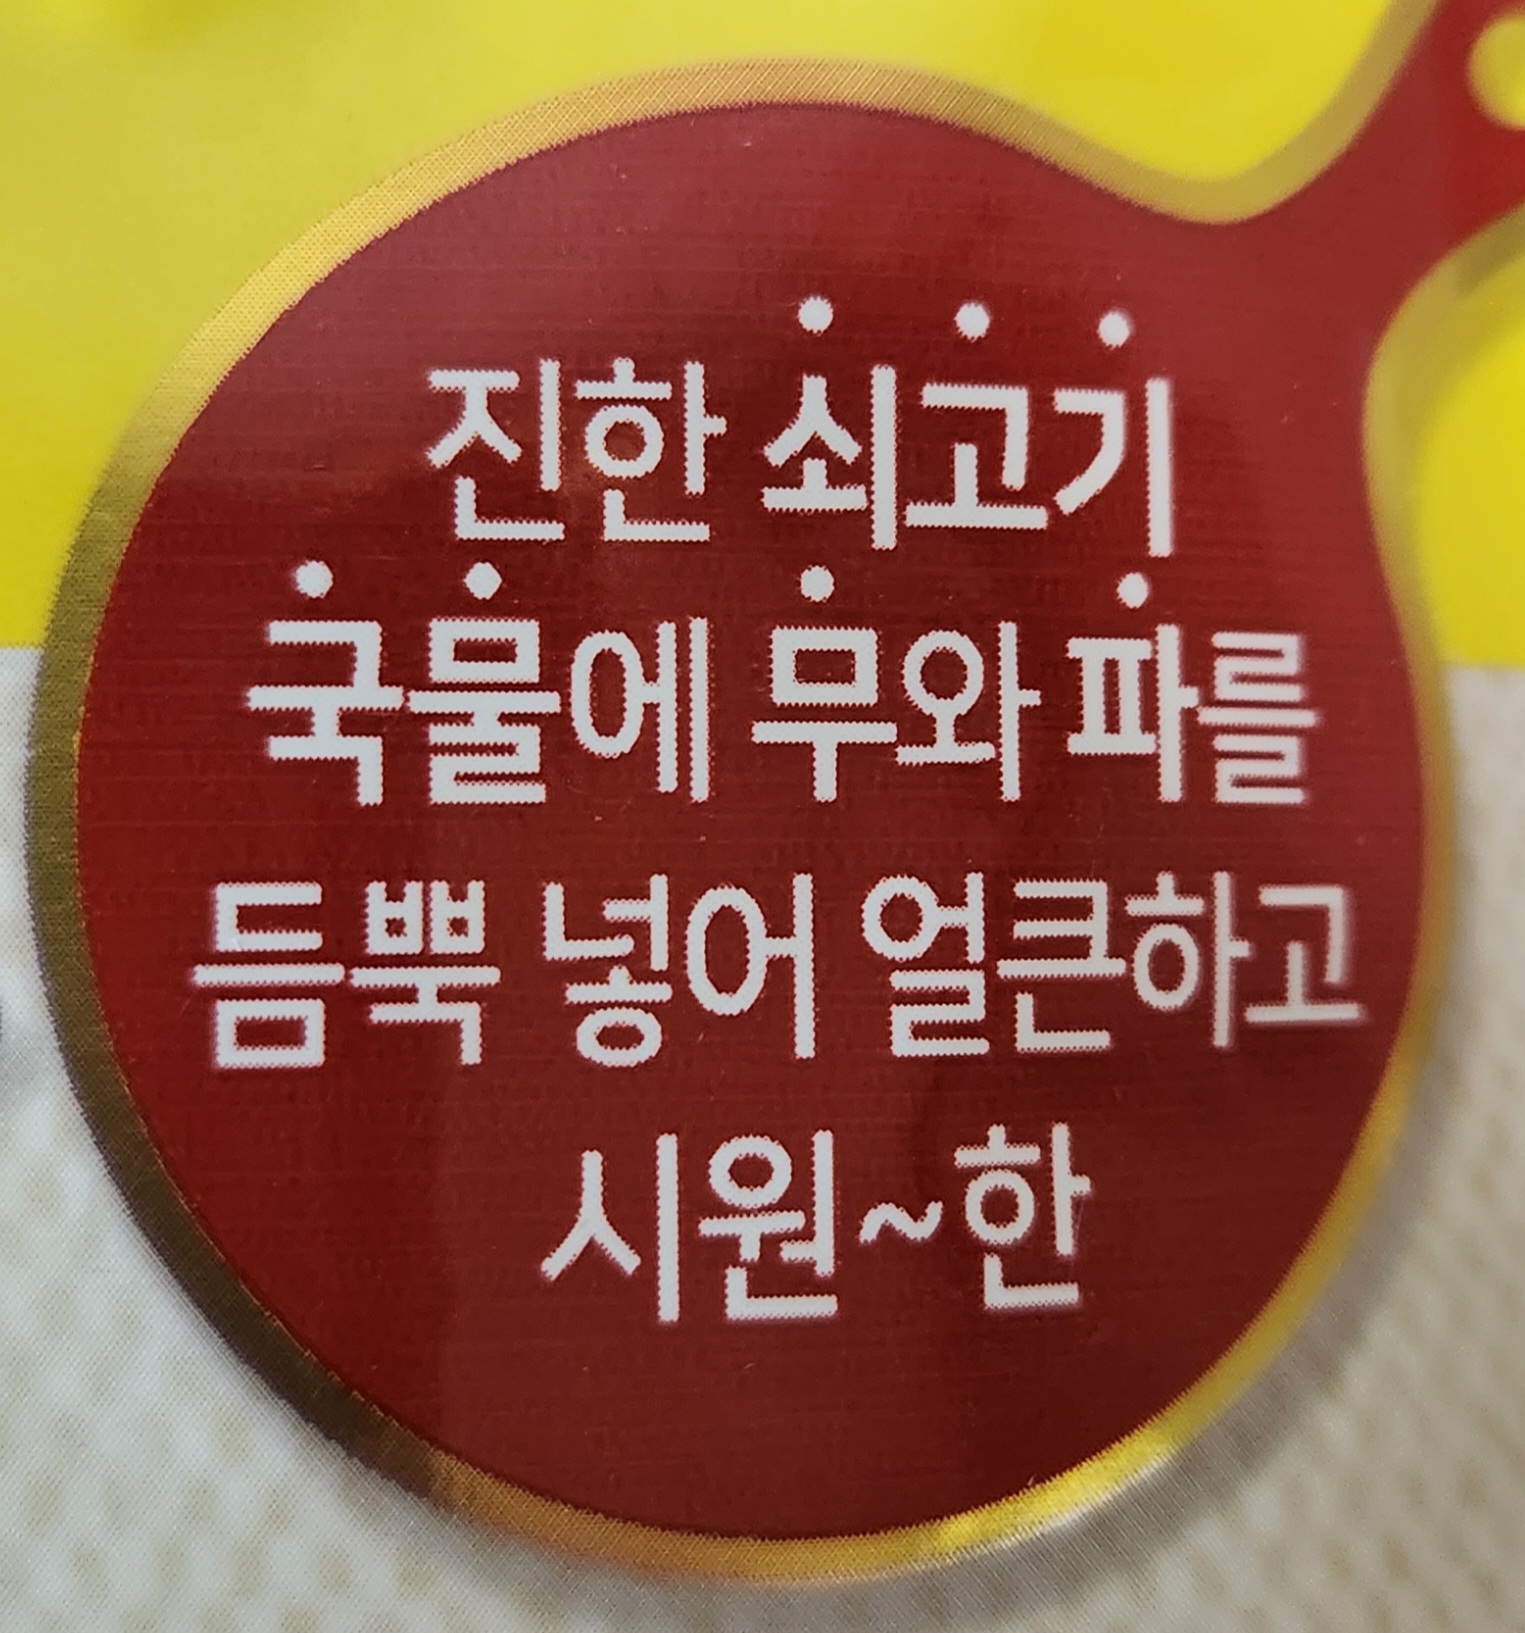 진한 쇠고기
국물에 무와 파를
듬뿍 넣어 얼큰하고
시원~한